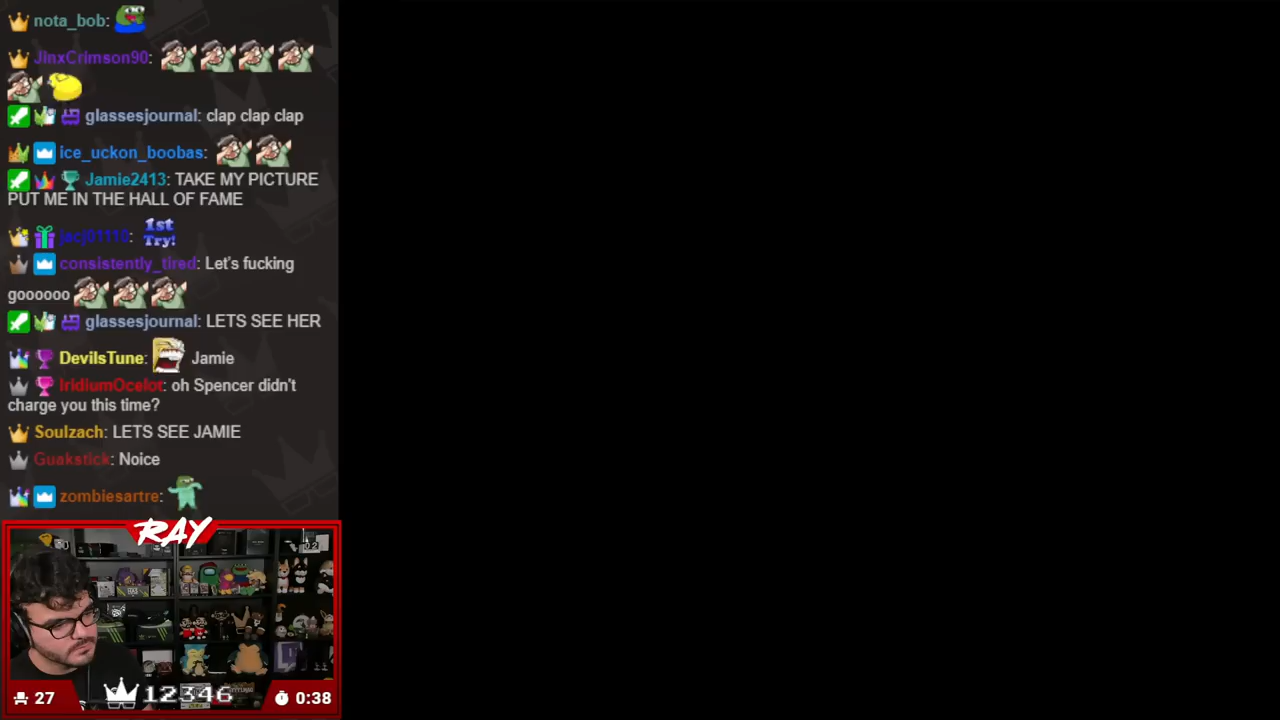 nota_bob:
JinxCrimson90:
glassesjournal: clap clap clap
ice_uckon_boobas:
Jamie2413: TAKE MY PICTURE
PUT ME IN THE HALL OF FAME
jacj01110: 1st Try!
consistently_tired: Let's fucking
goooooo
glassesjournal: LETS SEE HER
DevilsTune: Jamie
IridiumOcelot: oh Spencer didn't
charge you this time?
Soulzach: LETS SEE JAMIE
Guakstick: Noice
zombiesartre:
RAY
27 12346 0:38